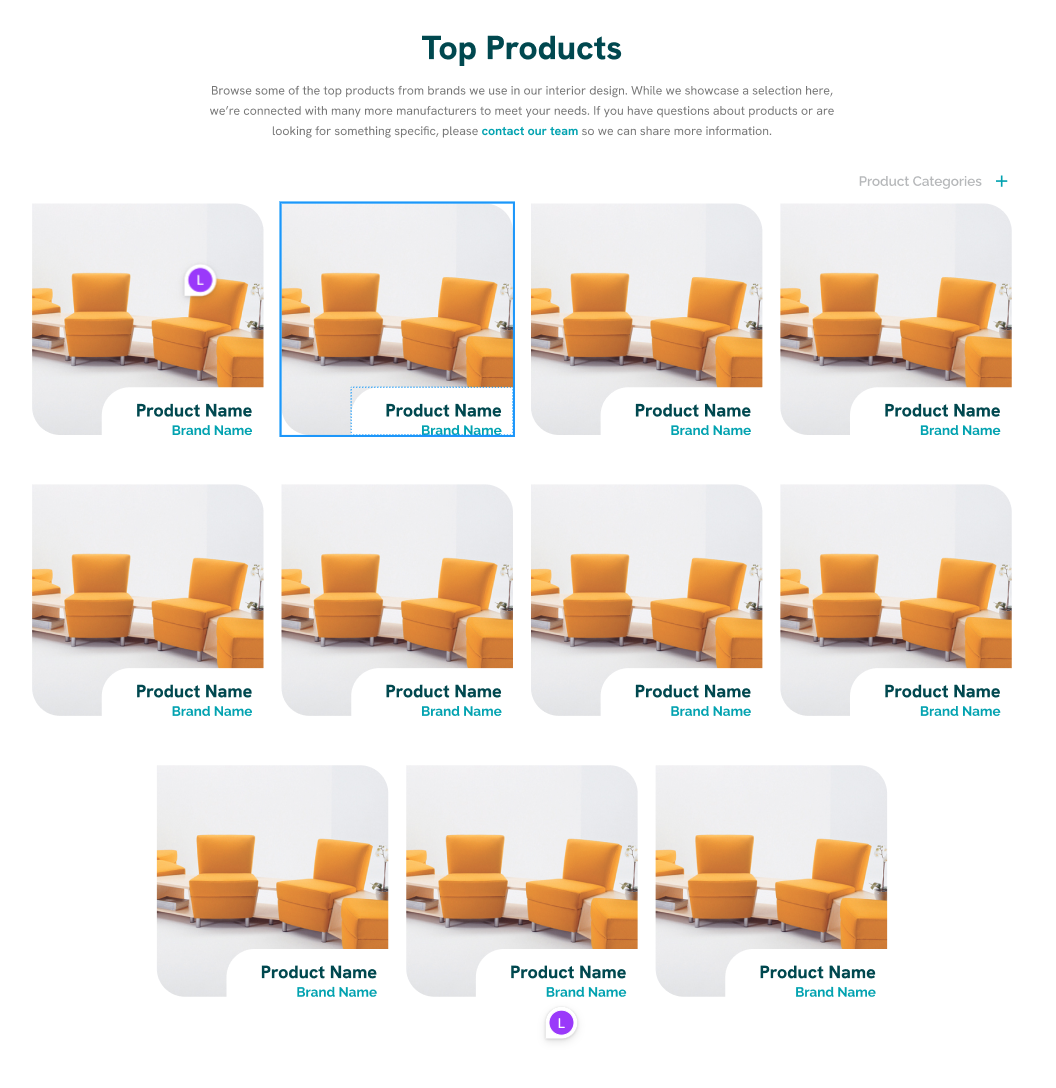 Top Products
Browse some of the top products from brands we use in our interior design. While we showcase a selection here,
we’re connected with many more manufacturers to meet your needs. If you have questions about products or are
looking for something specific, please contact our team so we can share more information.
Product Categories +
L
Product Name
Brand Name
Product Name
Brand Name
Product Name
Brand Name
Product Name
Brand Name
Product Name
Brand Name
Product Name
Brand Name
Product Name
Brand Name
Product Name
Brand Name
Product Name
Brand Name
Product Name
Brand Name
Product Name
Brand Name
L